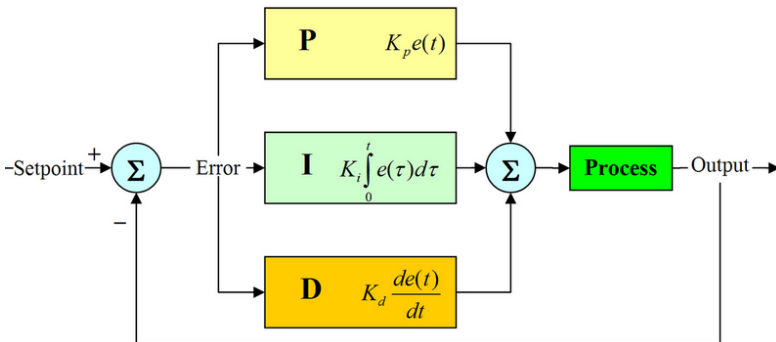 P K_p e(t)
Setpoint + Σ − Error I K_i ∫_0^t e(τ)dτ Σ Process Output
D K_d de(t)/dt